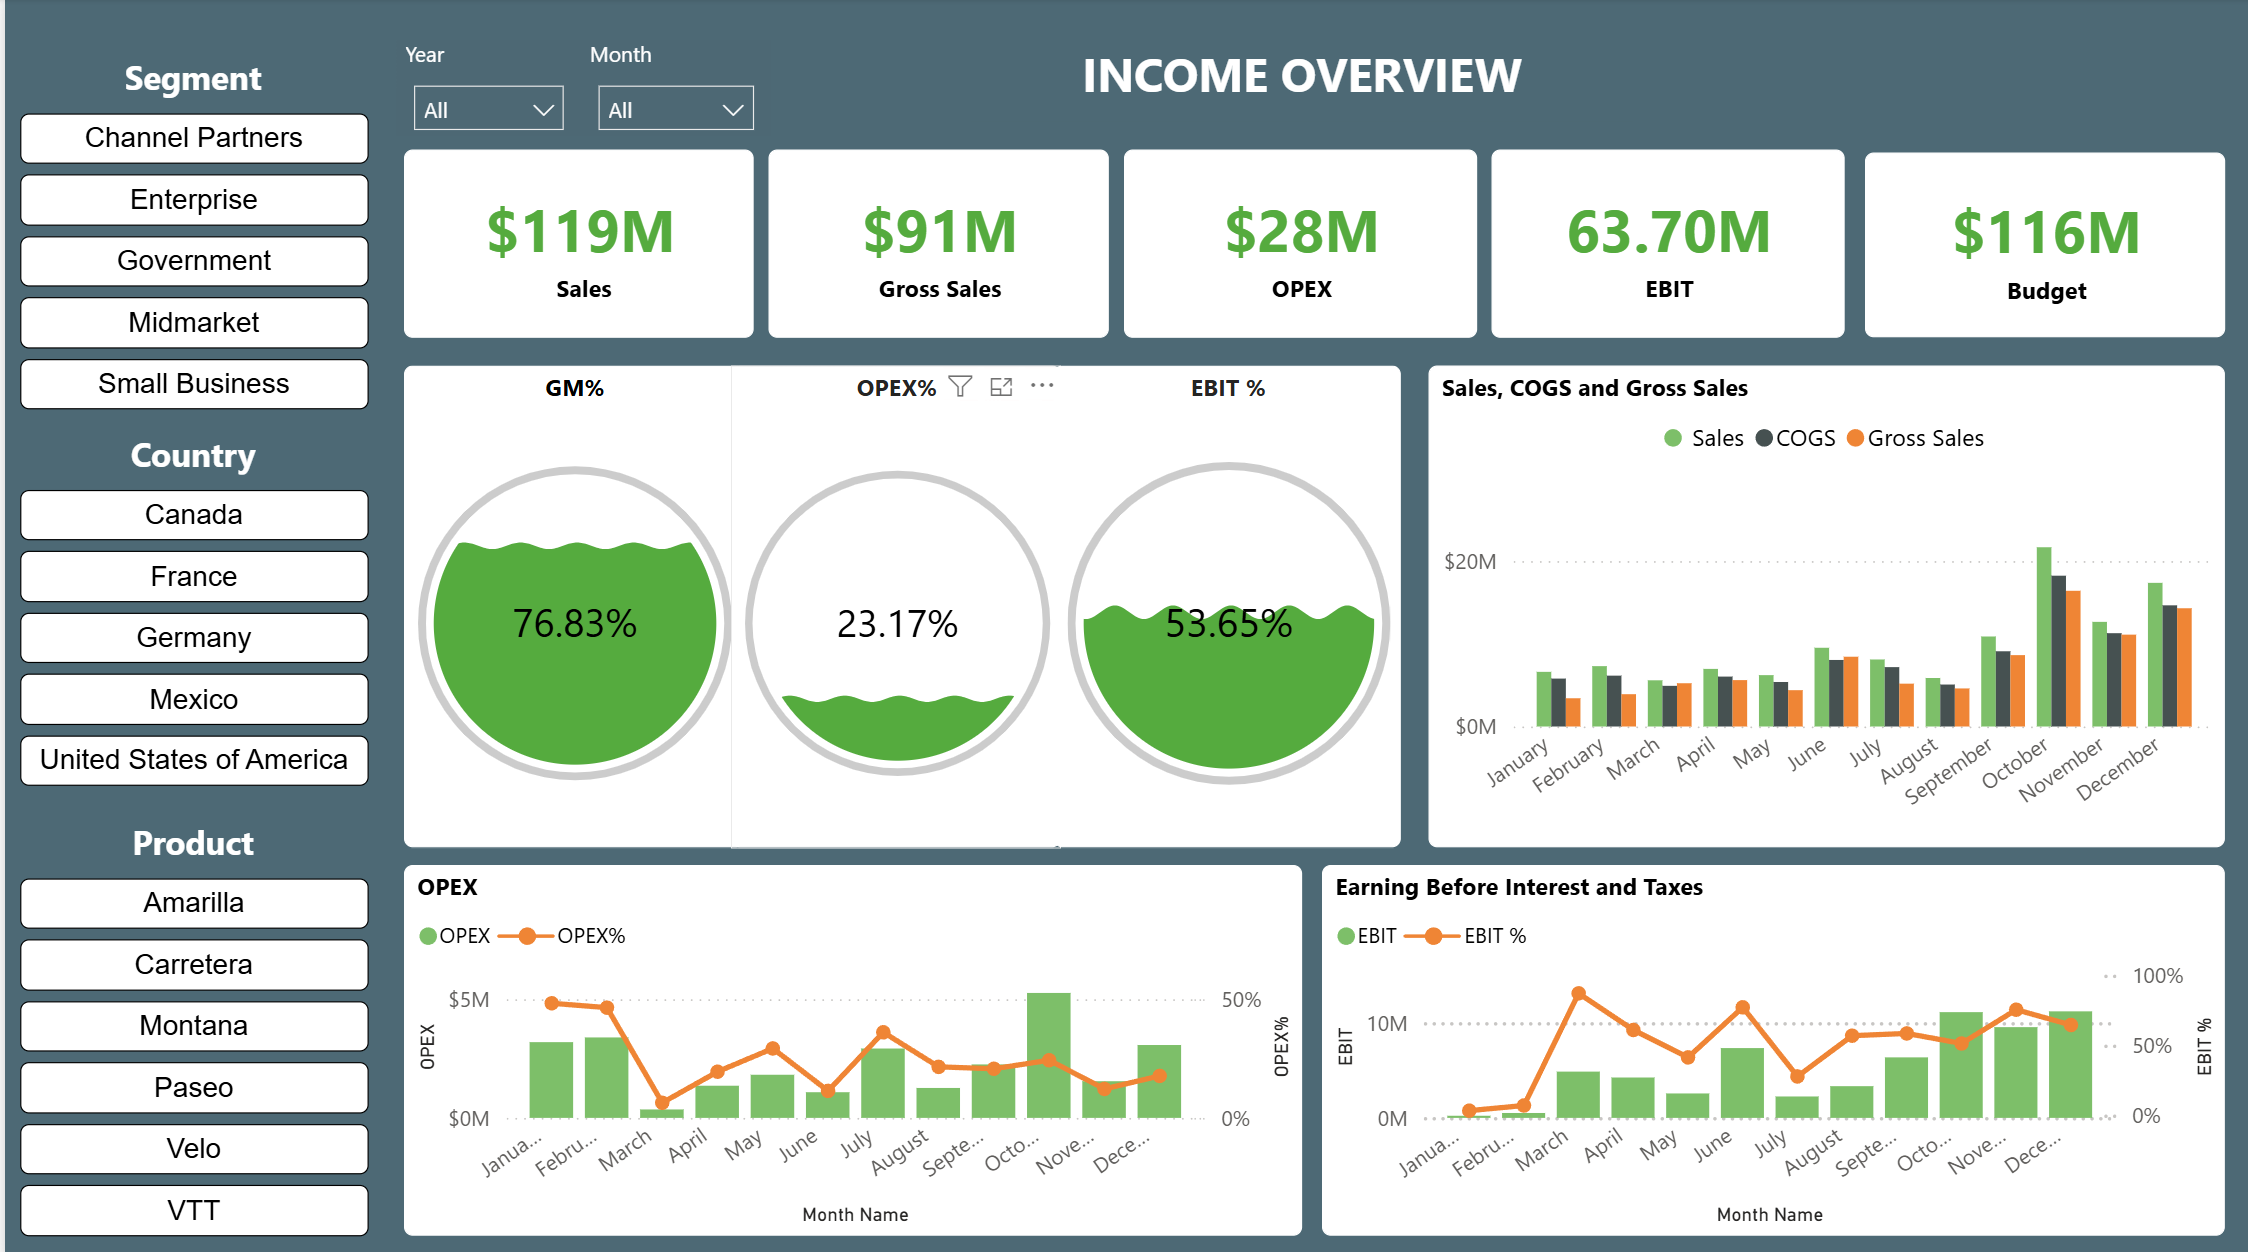 Segment
Channel Partners
Enterprise
Government
Midmarket
Small Business
Country
Canada
France
Germany
Mexico
United States of America
Product
Amarilla
Carretera
Montana
Paseo
Velo
VTT
Year
Month
All
All
INCOME OVERVIEW
$119M
Sales
$91M
Gross Sales
$28M
OPEX
63.70M
EBIT
$116M
Budget
GM%
76.83%
OPEX%
23.17%
EBIT %
53.65%
Sales, COGS and Gross Sales
Sales COGS Gross Sales
$20M
$0M
January
February
March
April
May
June
July
August
September
October
November
December
OPEX
OPEX OPEX%
OPEX
$5M
$0M
50%
0%
OPEX%
Janua...
Febru...
March
April
May
June
July
August
Septe...
Octo...
Nove...
Dece...
Month Name
Earning Before Interest and Taxes
EBIT EBIT %
EBIT
10M
0M
100%
50%
0%
EBIT %
Janua...
Febru...
March
April
May
June
July
August
Septe...
Octo...
Nove...
Dece...
Month Name